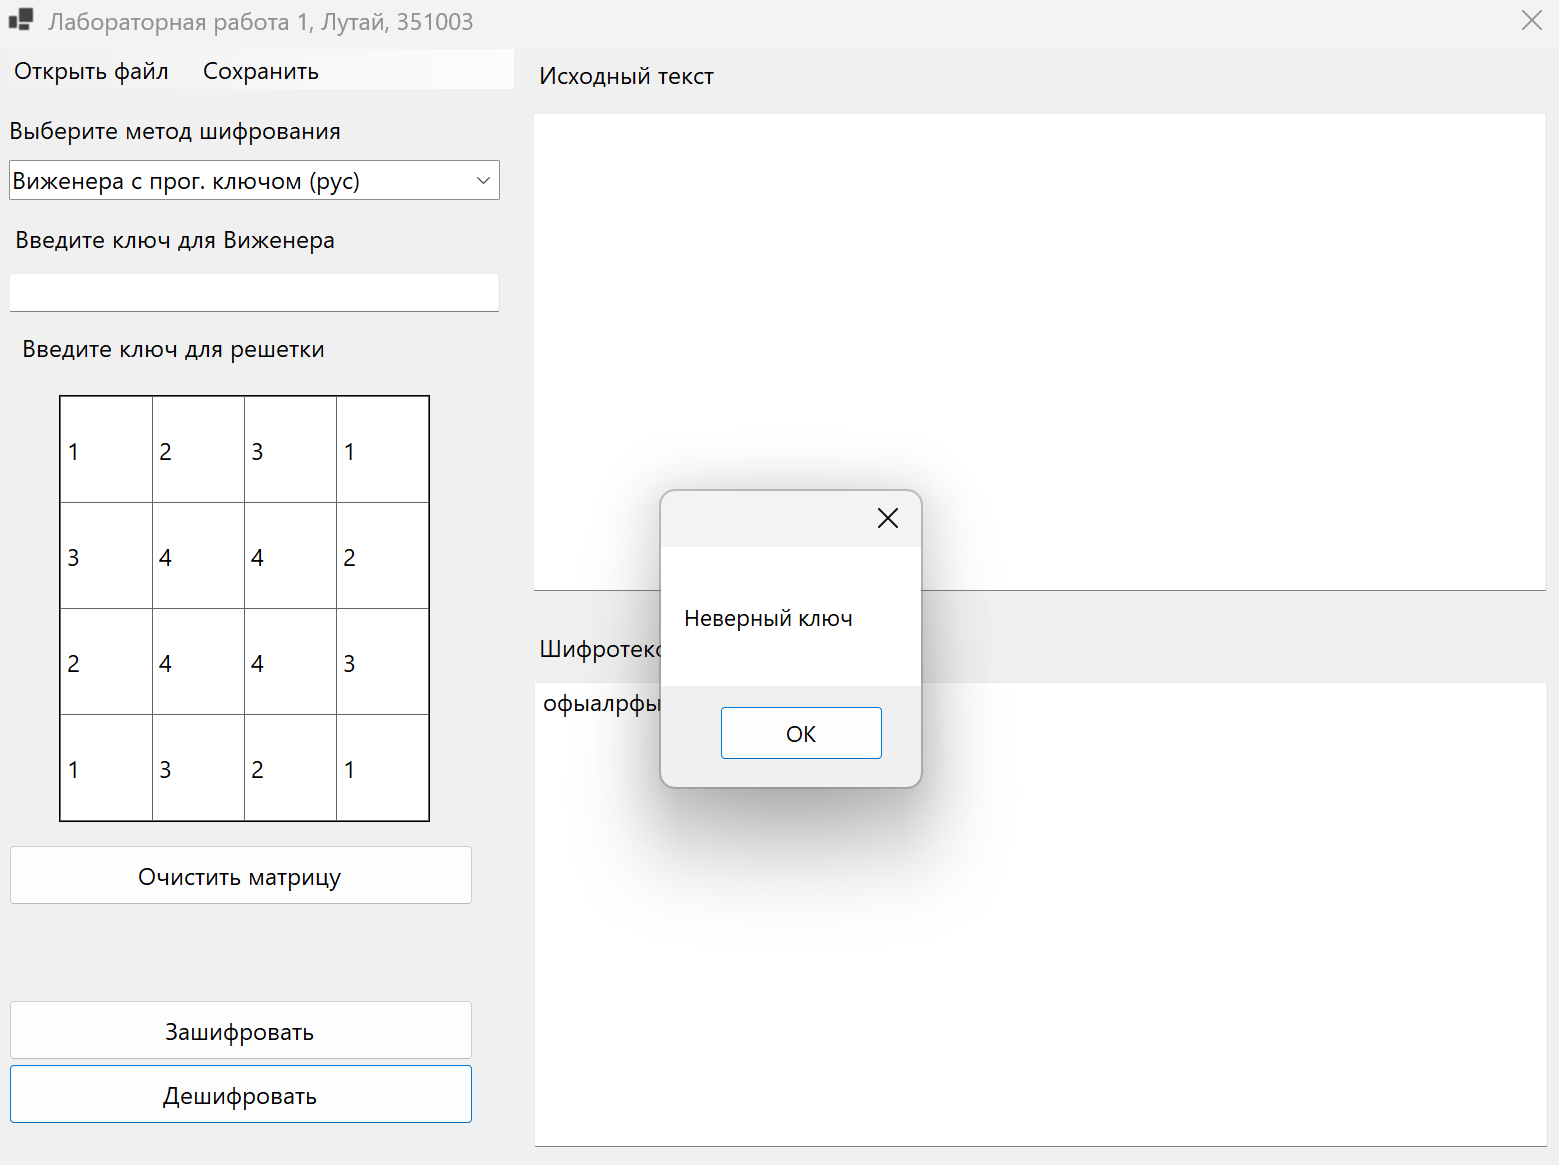 Лабораторная работа 1, Лутай, 351003
Открыть файл Сохранить
Исходный текст
Выберите метод шифрования
Виженера с прог. ключом (рус)
Введите ключ для Виженера
Введите ключ для решетки
1 2 3 1
3 4 4 2
2 4 4 3
1 3 2 1
Очистить матрицу
Зашифровать
Дешифровать
Неверный ключ
OK